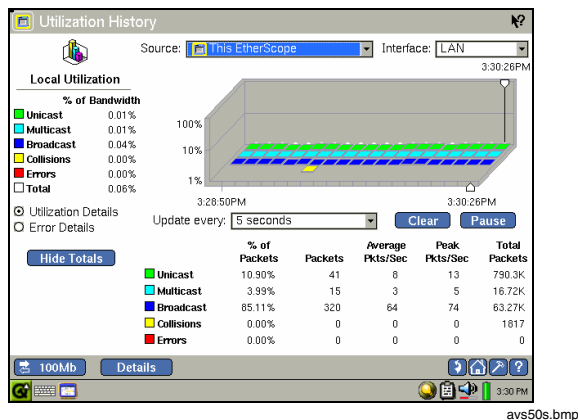 Utilization History
Source: This EtherScope Interface: LAN
3:30:26PM
Local Utilization
% of Bandwidth
Unicast 0.01%
Multicast 0.01%
Broadcast 0.04%
Collisions 0.00%
Errors 0.00%
Total 0.06%
100%
10%
1%
3:28:50PM 3:30:26PM
Utilization Details
Error Details
Update every: 5 seconds Clear Pause
Hide Totals
% of Packets Packets Average Pkts/Sec Peak Pkts/Sec Total Packets
Unicast 10.90% 41 8 13 790.3K
Multicast 3.99% 15 3 5 16.72K
Broadcast 85.11% 320 64 74 63.27K
Collisions 0.00% 0 0 0 1817
Errors 0.00% 0 0 0 0
100Mb Details ?
3:30 PM
avs50s.bmp